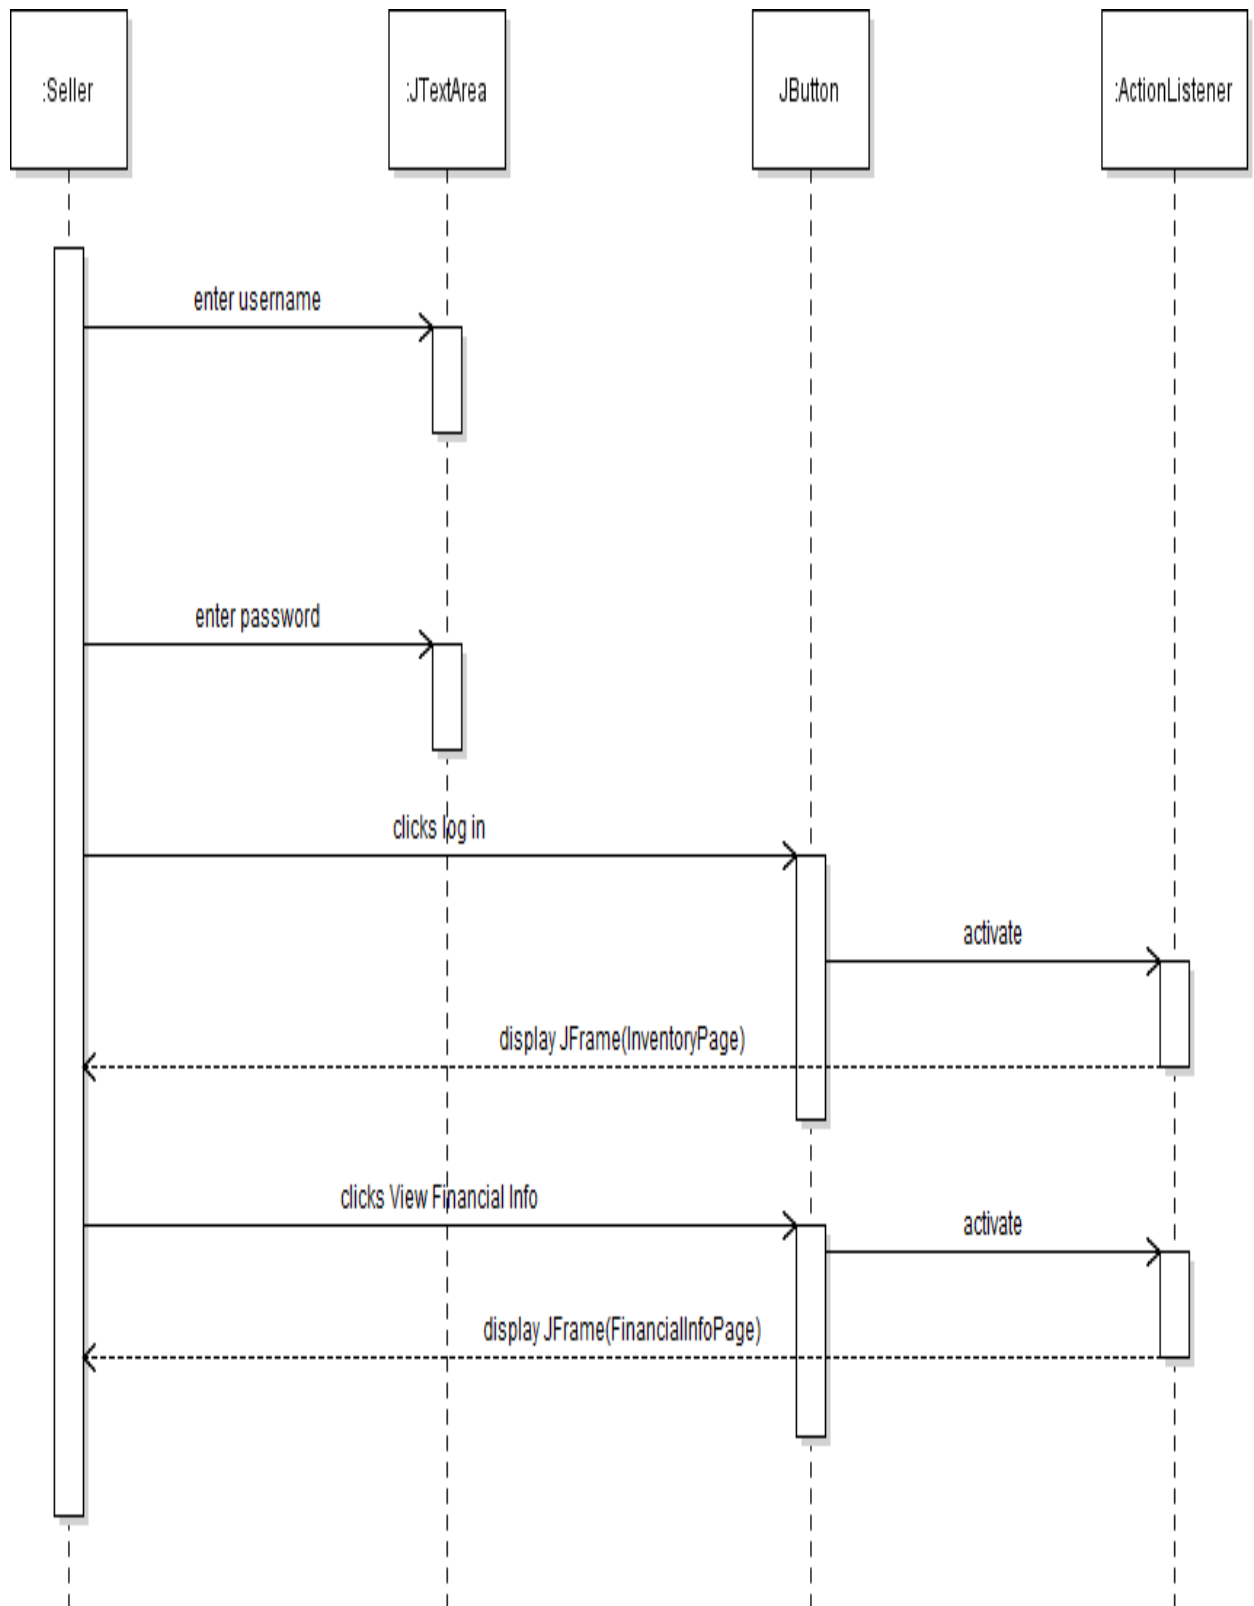 :Seller
:JTextArea
JButton
:ActionListener
enter username
enter password
clicks log in
activate
display JFrame(InventoryPage)
clicks View Financial Info
activate
display JFrame(FinancialInfoPage)